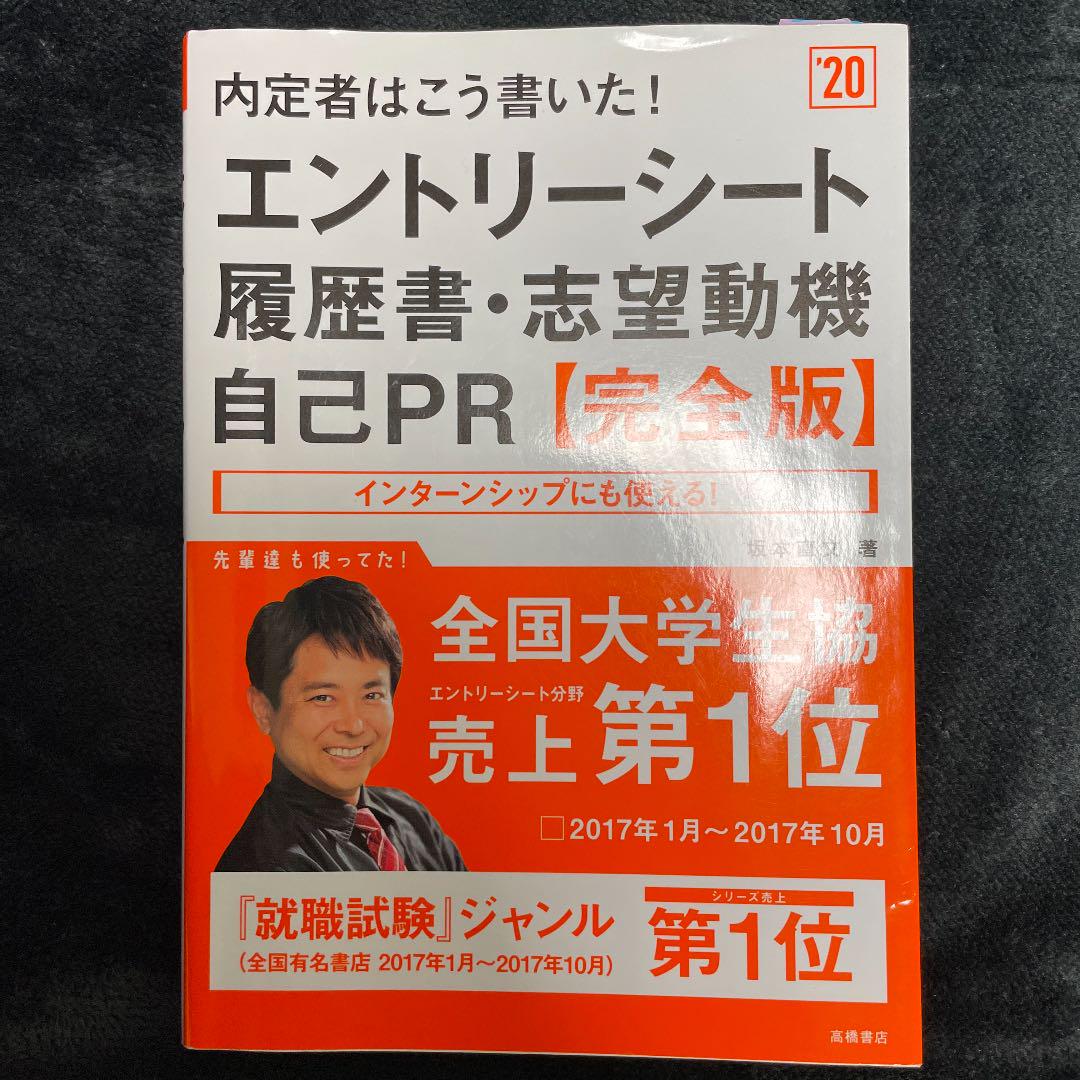 '20
内定者はこう書いた!
エントリーシート
履歴書・志望動機
自己PR【完全版】
インターンシップにも使える!
坂本直文 著
先輩達も使ってた!
全国大学生協
エントリーシート分野
売上第1位
□2017年1月~2017年10月
『就職試験』ジャンル
(全国有名書店 2017年1月~2017年10月)
シリーズ売上
第1位
高橋書店